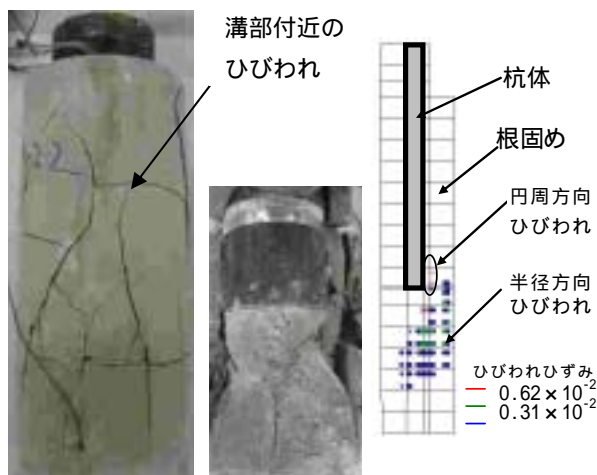 溝部付近の
ひびわれ
杭体
根固め
円周方向
ひびわれ
半径方向
ひびわれ
ひびわれひずみ
0.62×10-2
0.31×10-2